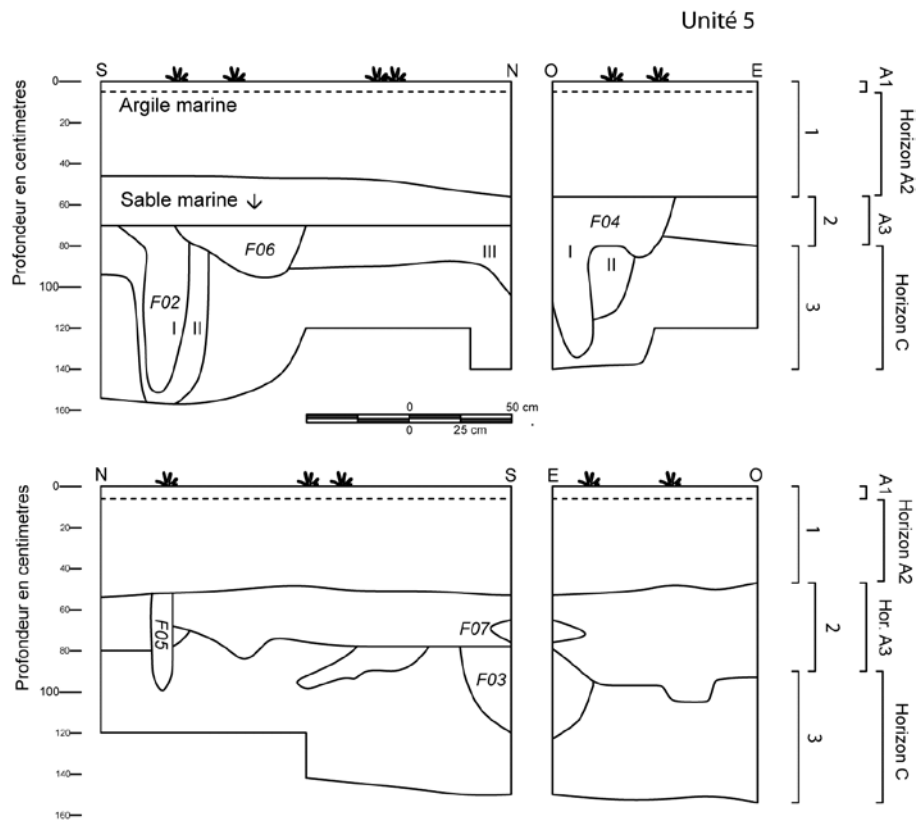 Unité 5
S N O E
Profondeur en centimetres
0
20
40
60
80
100
120
140
160
Argile marine
Sable marine ↓
F06
F02
I II
III
F04
I
II
1
2
3
A1
Horizon A2
A3
Horizon C
0 50 cm
0 25 cm
N S E O
Profondeur en centimetres
0
20
40
60
80
100
120
140
160
F05
F07
F03
1
2
3
A1
Horizon A2
Hor. A3
Horizon C